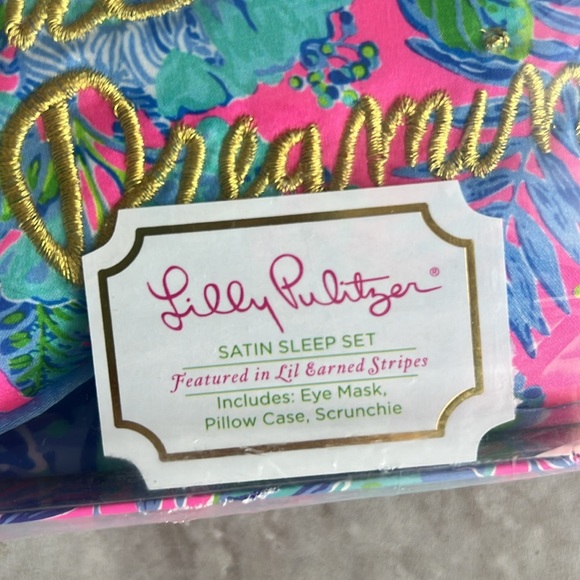 Dreamin
Lilly Pulitzer®
SATIN SLEEP SET
Featured in Lil Earned Stripes
Includes: Eye Mask,
Pillow Case, Scrunchie